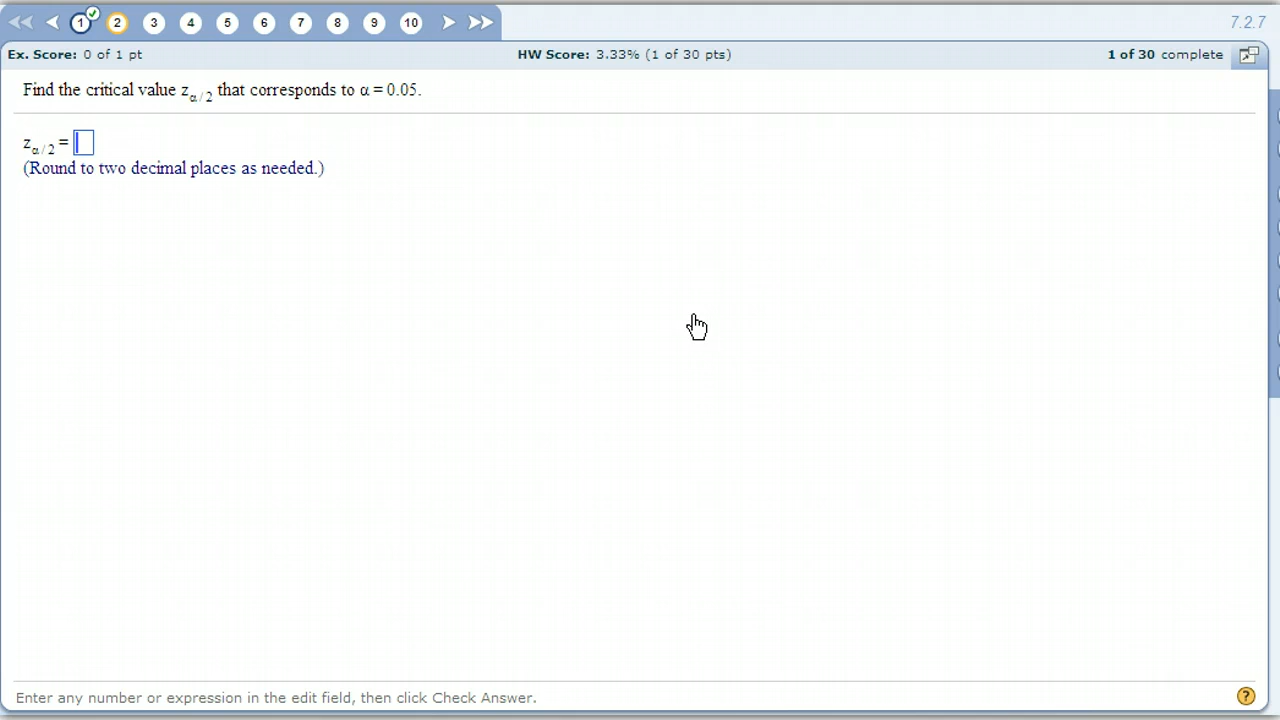 1 2 3 4 5 6 7 8 9 10
7.2.7
Ex. Score: 0 of 1 pt HW Score: 3.33% (1 of 30 pts) 1 of 30 complete
Find the critical value z α / 2 that corresponds to α = 0.05.
z α / 2 =
(Round to two decimal places as needed.)
Enter any number or expression in the edit field, then click Check Answer.
?